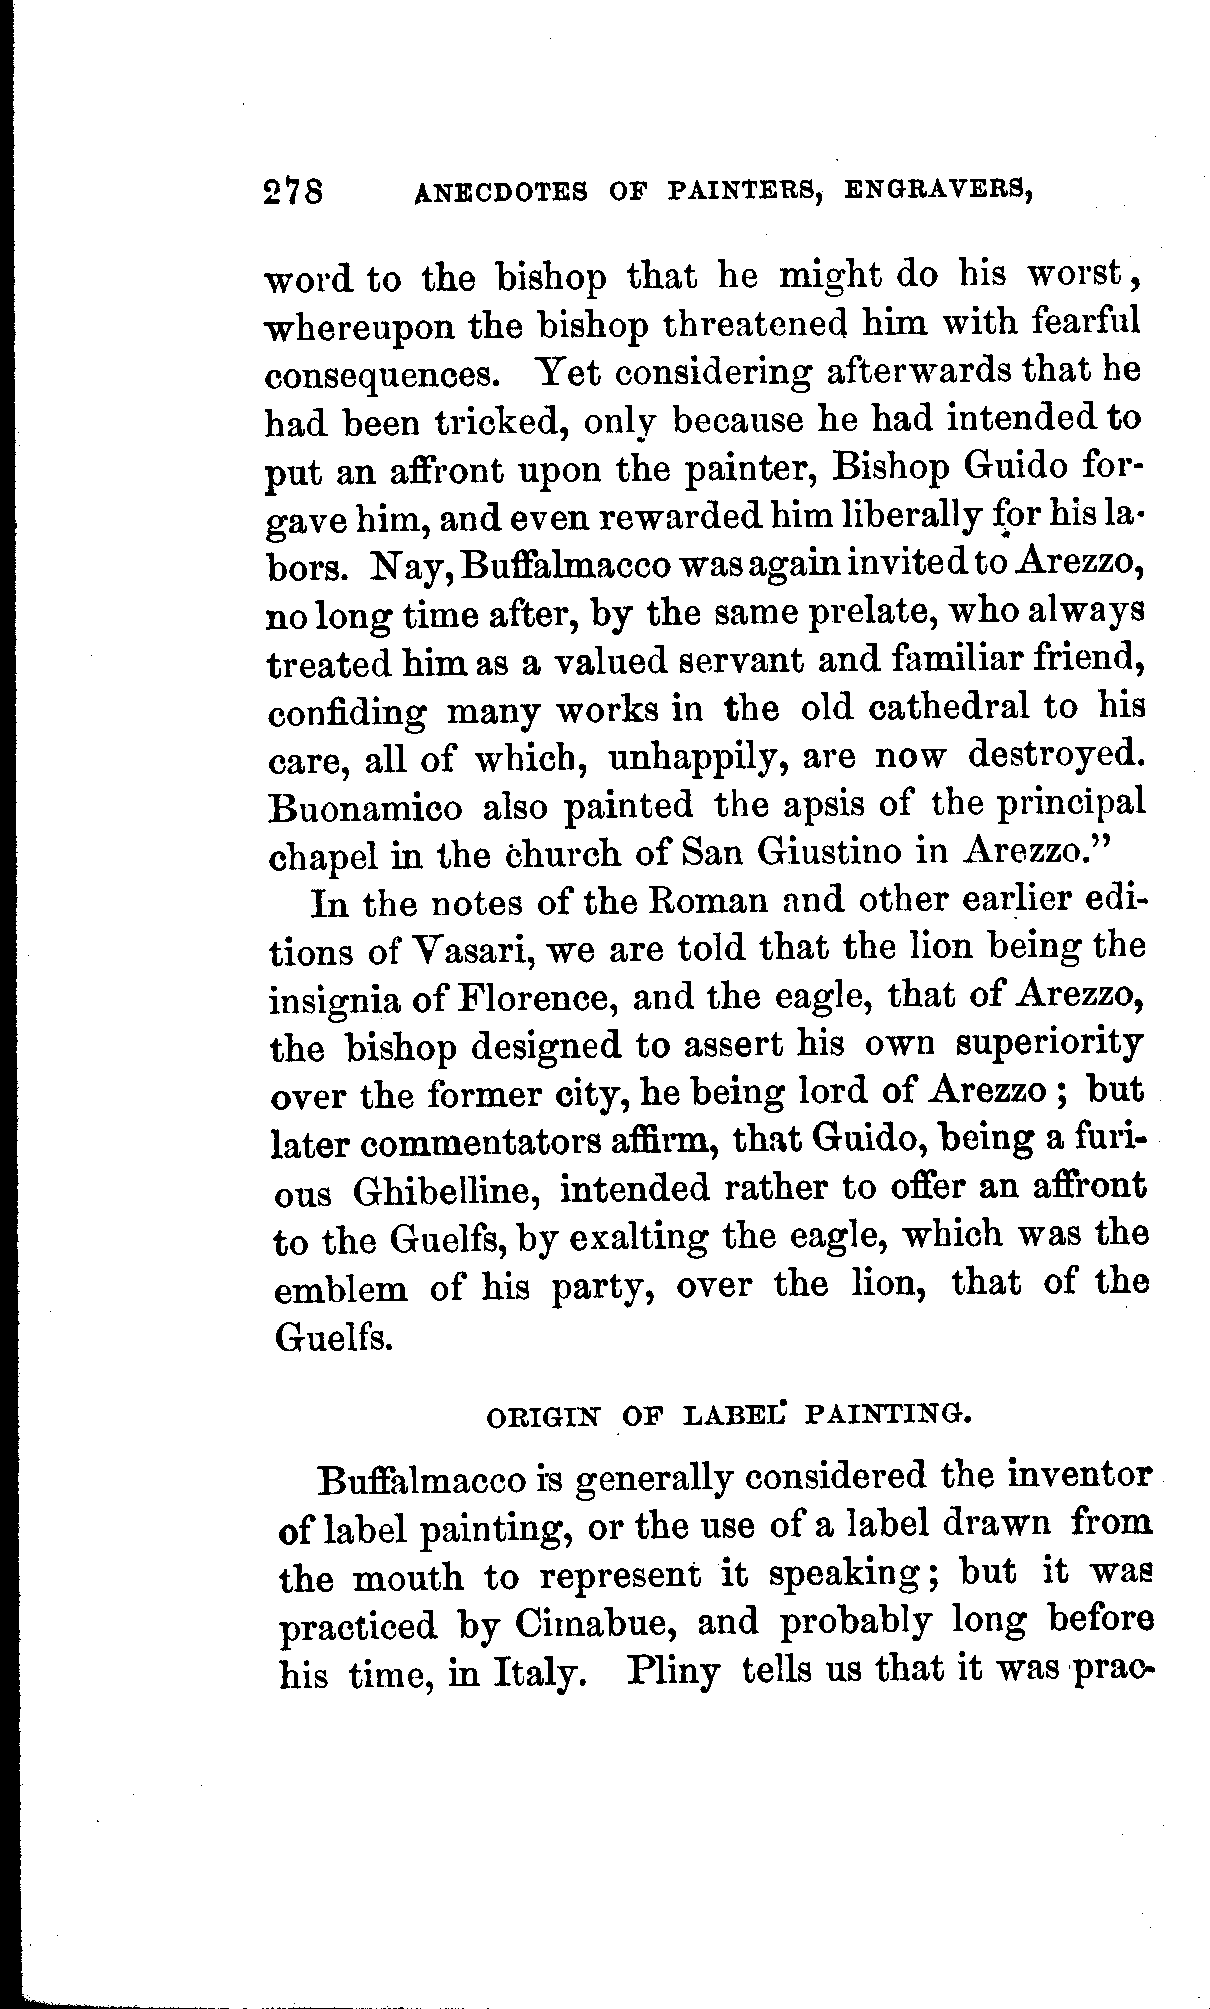 278 ANECDOTES OF PAINTERS, ENGRAVERS,
word to the bishop that he might do his worst,
whereupon the bishop threatened him with fearful
consequences. Yet considering afterwards that he
had been tricked, only because he had intended to
put an affront upon the painter, Bishop Guido for-
gave him, and even rewarded him liberally for his la-
bors. Nay, Buffalmacco was again invited to Arezzo,
no long time after, by the same prelate, who always
treated him as a valued servant and familiar friend,
confiding many works in the old cathedral to his
care, all of which, unhappily, are now destroyed.
Buonamico also painted the apsis of the principal
chapel in the church of San Giustino in Arezzo.”
In the notes of the Roman and other earlier edi-
tions of Vasari, we are told that the lion being the
insignia of Florence, and the eagle, that of Arezzo,
the bishop designed to assert his own superiority
over the former city, he being lord of Arezzo; but
later commentators affirm, that Guido, being a furi-
ous Ghibelline, intended rather to offer an affront
to the Guelfs, by exalting the eagle, which was the
emblem of his party, over the lion, that of the
Guelfs.
ORIGIN OF LABEL PAINTING.
Buffalmacco is generally considered the inventor
of label painting, or the use of a label drawn from
the mouth to represent it speaking; but it was
practiced by Cimabue, and probably long before
his time, in Italy. Pliny tells us that it was prac-